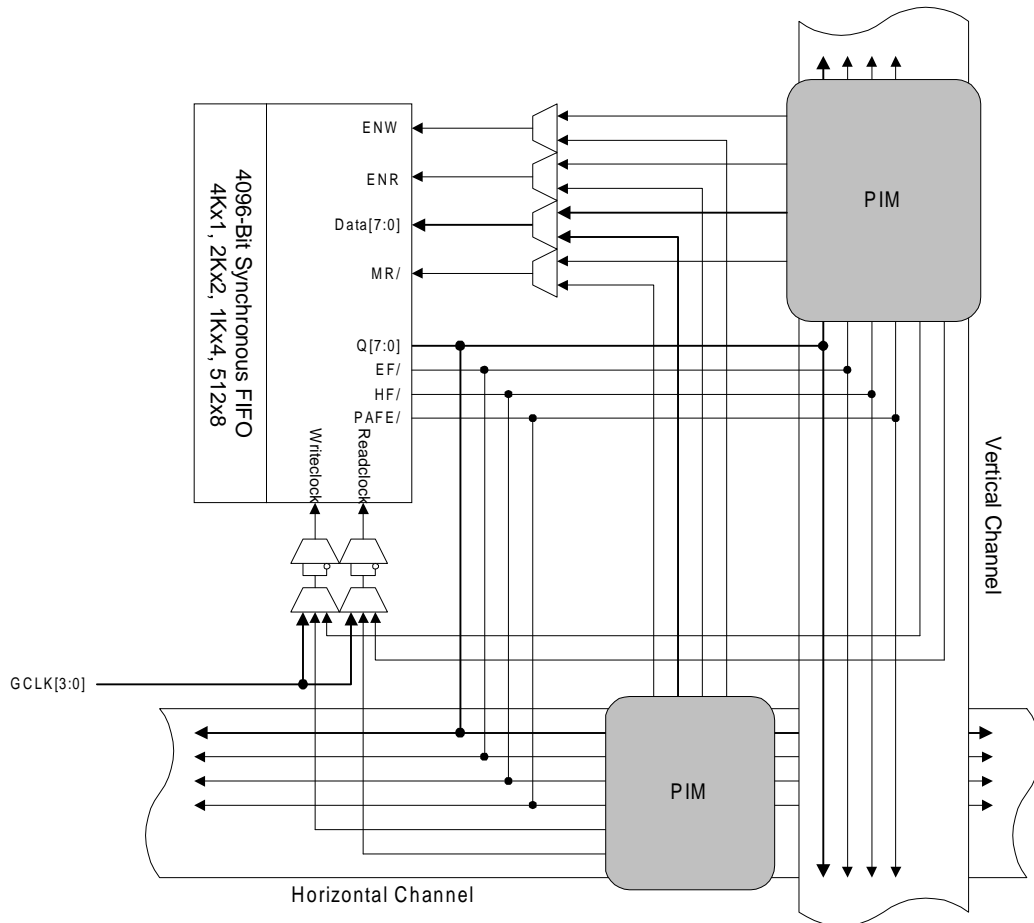 ENW
ENR
Data[7:0]
MR/
Q[7:0]
EF/
HF/
PAFE/
4096-Bit Synchronous FIFO
4Kx1, 2Kx2, 1Kx4, 512x8
Writeclock
Readclock
PIM
Vertical Channel
GCLK[3:0]
PIM
Horizontal Channel